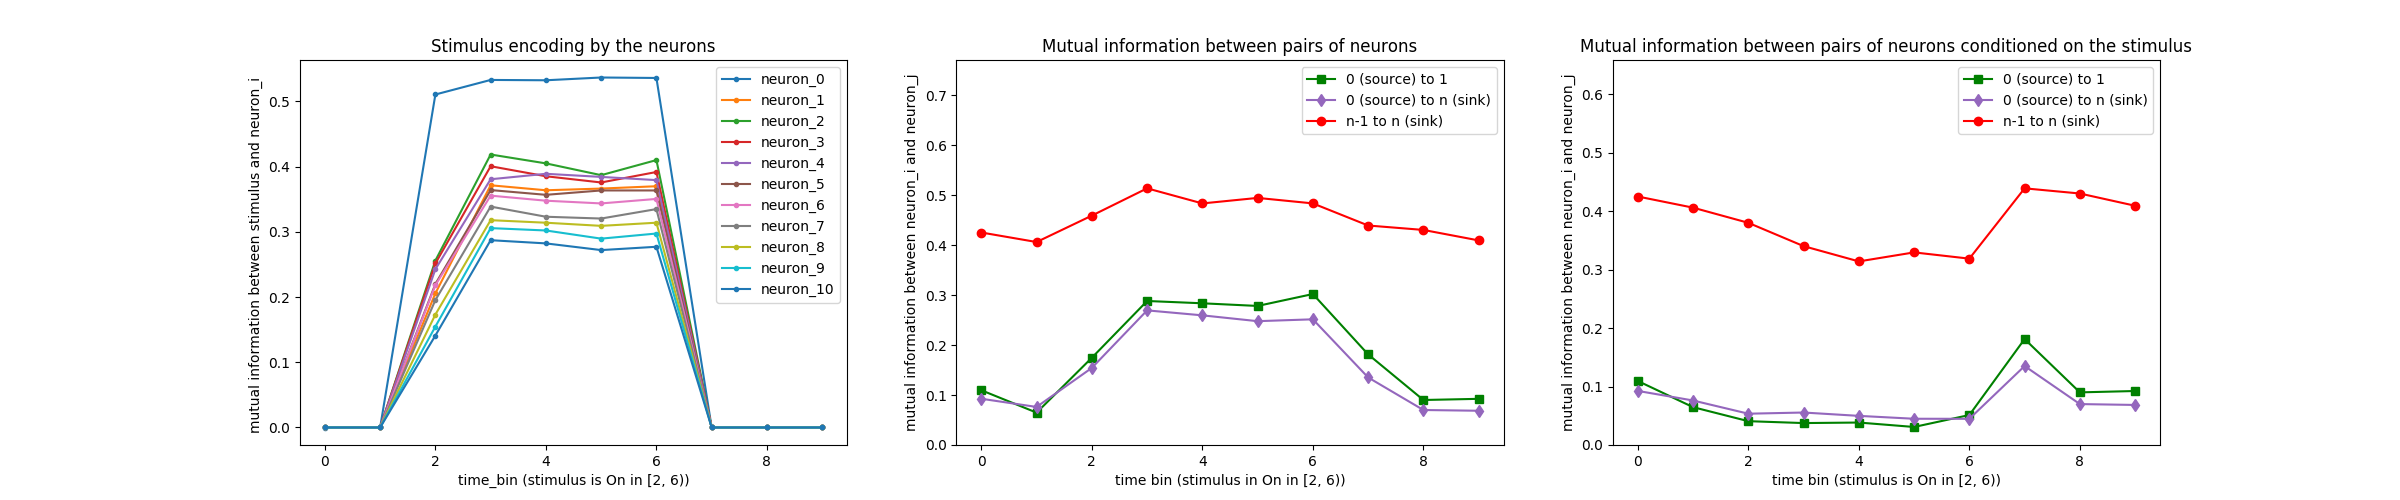 Stimulus encoding by the neurons
mutual information between stimulus and neuron_i
0.5
0.4
0.3
0.2
0.1
0.0
neuron_0
neuron_1
neuron_2
neuron_3
neuron_4
neuron_5
neuron_6
neuron_7
neuron_8
neuron_9
neuron_10
0 2 4 6 8
time_bin (stimulus is On in [2, 6))
Mutual information between pairs of neurons
mutual information between neuron_i and neuron_j
0.7
0.6
0.5
0.4
0.3
0.2
0.1
0.0
0 (source) to 1
0 (source) to n (sink)
n-1 to n (sink)
0 2 4 6 8
time bin (stimulus in On in [2, 6))
Mutual information between pairs of neurons conditioned on the stimulus
mutual information between neuron_i and neuron_j
0.6
0.5
0.4
0.3
0.2
0.1
0.0
0 (source) to 1
0 (source) to n (sink)
n-1 to n (sink)
0 2 4 6 8
time bin (stimulus is On in [2, 6))